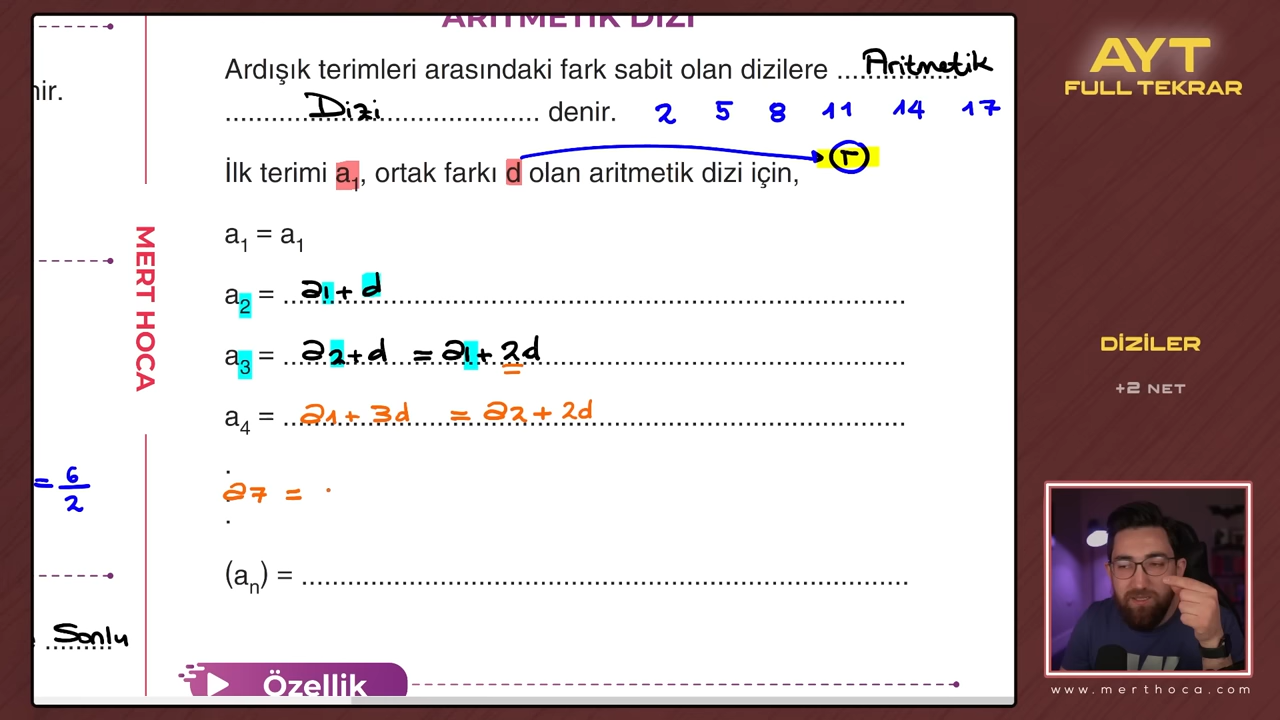 ARİTMETİK DİZİ
Ardışık terimleri arasındaki fark sabit olan dizilere ....Aritmetik
Dizi denir. 2 5 8 11 14 17
İlk terimi a₁, ortak farkı d olan aritmetik dizi için, r
a₁ = a₁
a₂ = a1 + d
a₃ = a2 + d = a1 + 2d
a₄ = a1 + 3d = a2 + 2d
a7 =
(aₙ) = ....
Özellik
nir.
= 6/2
Sonlu
MERT HOCA
AYT
FULL TEKRAR
DİZİLER
+2 NET
www.merthoca.com